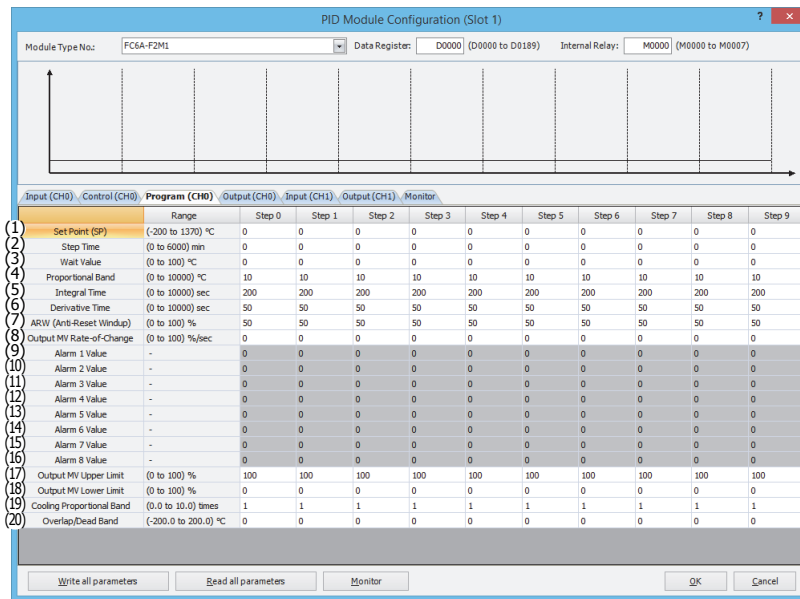 PID Module Configuration (Slot 1) ? ×
Module Type No.: FC6A-F2M1 Data Register: D0000 (D0000 to D0189) Internal Relay: M0000 (M0000 to M0007)
Input (CH0) Control (CH0) Program (CH0) Output (CH0) Input (CH1) Output (CH1) Monitor
Range Step 0 Step 1 Step 2 Step 3 Step 4 Step 5 Step 6 Step 7 Step 8 Step 9
(1) Set Point (SP) (-200 to 1370) ºC 0 0 0 0 0 0 0 0 0 0
(2) Step Time (0 to 6000) min 0 0 0 0 0 0 0 0 0 0
(3) Wait Value (0 to 100) ºC 0 0 0 0 0 0 0 0 0 0
(4) Proportional Band (0 to 10000) ºC 10 10 10 10 10 10 10 10 10 10
(5) Integral Time (0 to 10000) sec 200 200 200 200 200 200 200 200 200 200
(6) Derivative Time (0 to 10000) sec 50 50 50 50 50 50 50 50 50 50
(7) ARW (Anti-Reset Windup) (0 to 100) % 50 50 50 50 50 50 50 50 50 50
(8) Output MV Rate-of-Change (0 to 100) %/sec 0 0 0 0 0 0 0 0 0 0
(9) Alarm 1 Value - 0 0 0 0 0 0 0 0 0 0
(10) Alarm 2 Value - 0 0 0 0 0 0 0 0 0 0
(11) Alarm 3 Value - 0 0 0 0 0 0 0 0 0 0
(12) Alarm 4 Value - 0 0 0 0 0 0 0 0 0 0
(13) Alarm 5 Value - 0 0 0 0 0 0 0 0 0 0
(14) Alarm 6 Value - 0 0 0 0 0 0 0 0 0 0
(15) Alarm 7 Value - 0 0 0 0 0 0 0 0 0 0
(16) Alarm 8 Value - 0 0 0 0 0 0 0 0 0 0
(17) Output MV Upper Limit (0 to 100) % 100 100 100 100 100 100 100 100 100 100
(18) Output MV Lower Limit (0 to 100) % 0 0 0 0 0 0 0 0 0 0
(19) Cooling Proportional Band (0.0 to 10.0) times 1 1 1 1 1 1 1 1 1 1
(20) Overlap/Dead Band (-200.0 to 200.0) ºC 0 0 0 0 0 0 0 0 0 0
Write all parameters Read all parameters Monitor OK Cancel